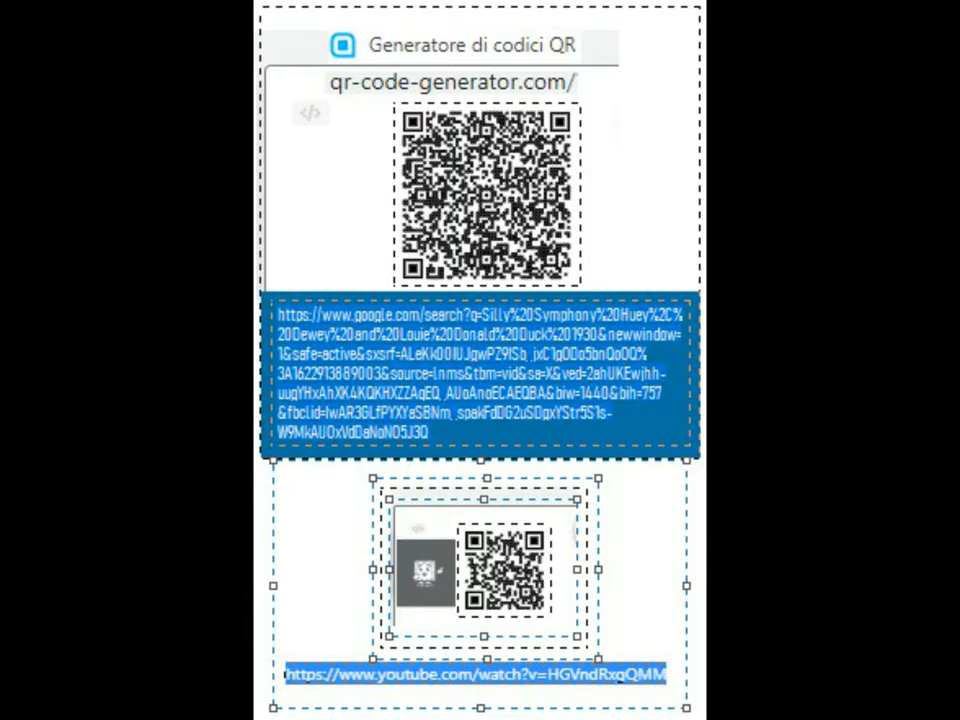 Generatore di codici QR
qr-code-generator.com/
</>
https://www.google.com/search?q=Silly%20Symphony%20Huey%2C%
20Dewey%20and%20Louie%20Donald%20Duck%201930&newwindow=
1&safe=active&sxsrf=ALeKk001UJgwPZ9ISb_jxC1gODo5bnQoOQ%
3A1622913889003&source=lnms&tbm=vid&sa=X&ved=2ahUKEwjhh-
uugYHxAhXK4KQKHXZZAqEQ_AUoAnoECAEQBA&biw=1440&bih=757
&fbclid=IwAR3GLfPYXYaSBNm_spakFdDG2uSDgxYStr5S1s-
W9MkAUOxVdDaNoNO5J3Q
https://www.youtube.com/watch?v=HGVndRxqQMM